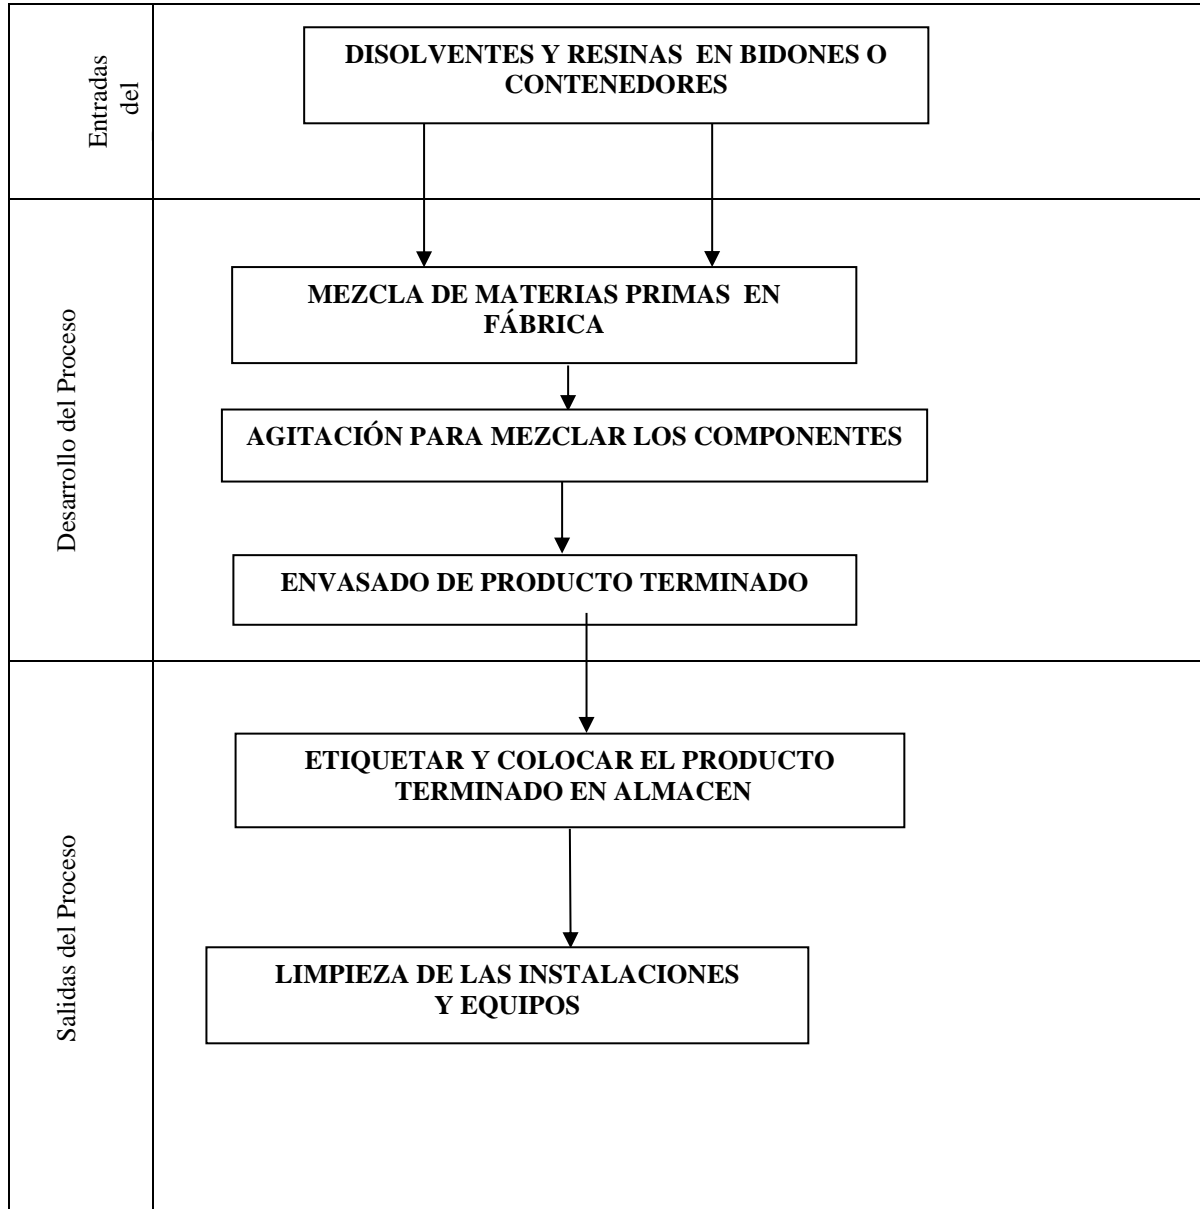 Entradas
del
DISOLVENTES Y RESINAS EN BIDONES O
CONTENEDORES
Desarrollo del Proceso
MEZCLA DE MATERIAS PRIMAS EN
FÁBRICA
AGITACIÓN PARA MEZCLAR LOS COMPONENTES
ENVASADO DE PRODUCTO TERMINADO
Salidas del Proceso
ETIQUETAR Y COLOCAR EL PRODUCTO
TERMINADO EN ALMACEN
LIMPIEZA DE LAS INSTALACIONES
Y EQUIPOS